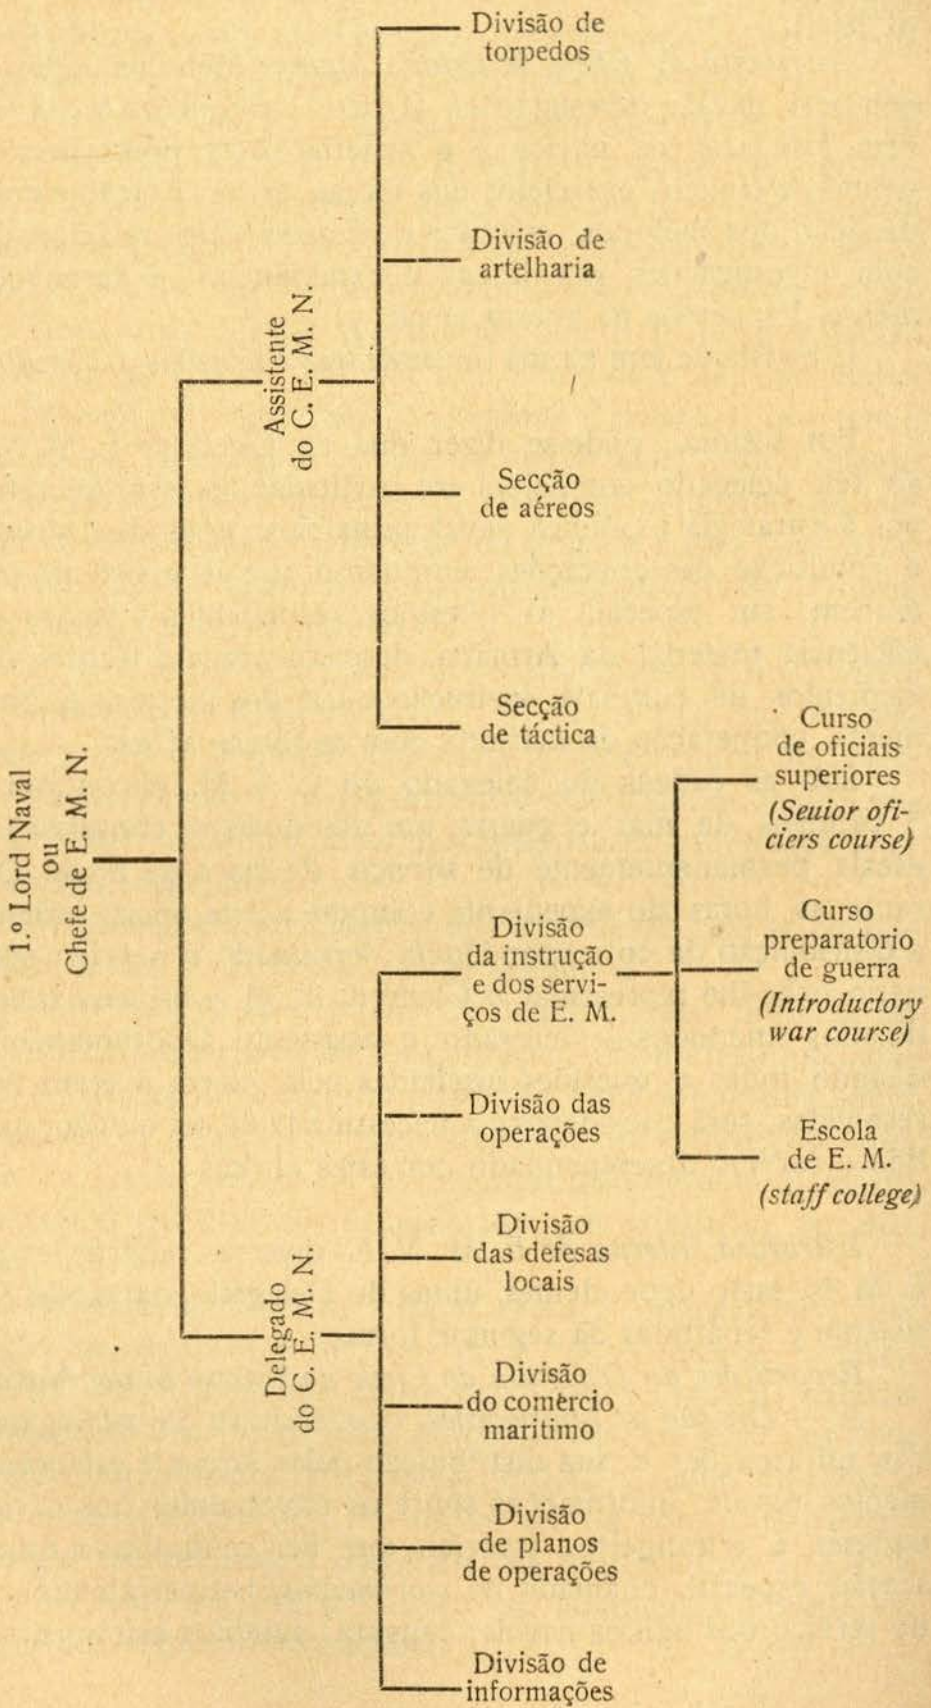 1.º Lord Naval
ou
Chefe de E. M. N.
Assistente
do C. E. M. N.
Divisão de
torpedos
Divisão de
artelharia
Secção
de aéreos
Secção
de táctica
Delegado
do C. E. M. N.
Divisão
da instrução
e dos servi-
ços de E. M.
Curso
de oficiais
superiores
(Seuior ofi-
ciers course)
Curso
preparatorio
de guerra
(Introductory
war course)
Escola
de E. M.
(staff college)
Divisão das
operações
Divisão
das defesas
locais
Divisão
do comércio
maritimo
Divisão
de planos
de operações
Divisão de
informações